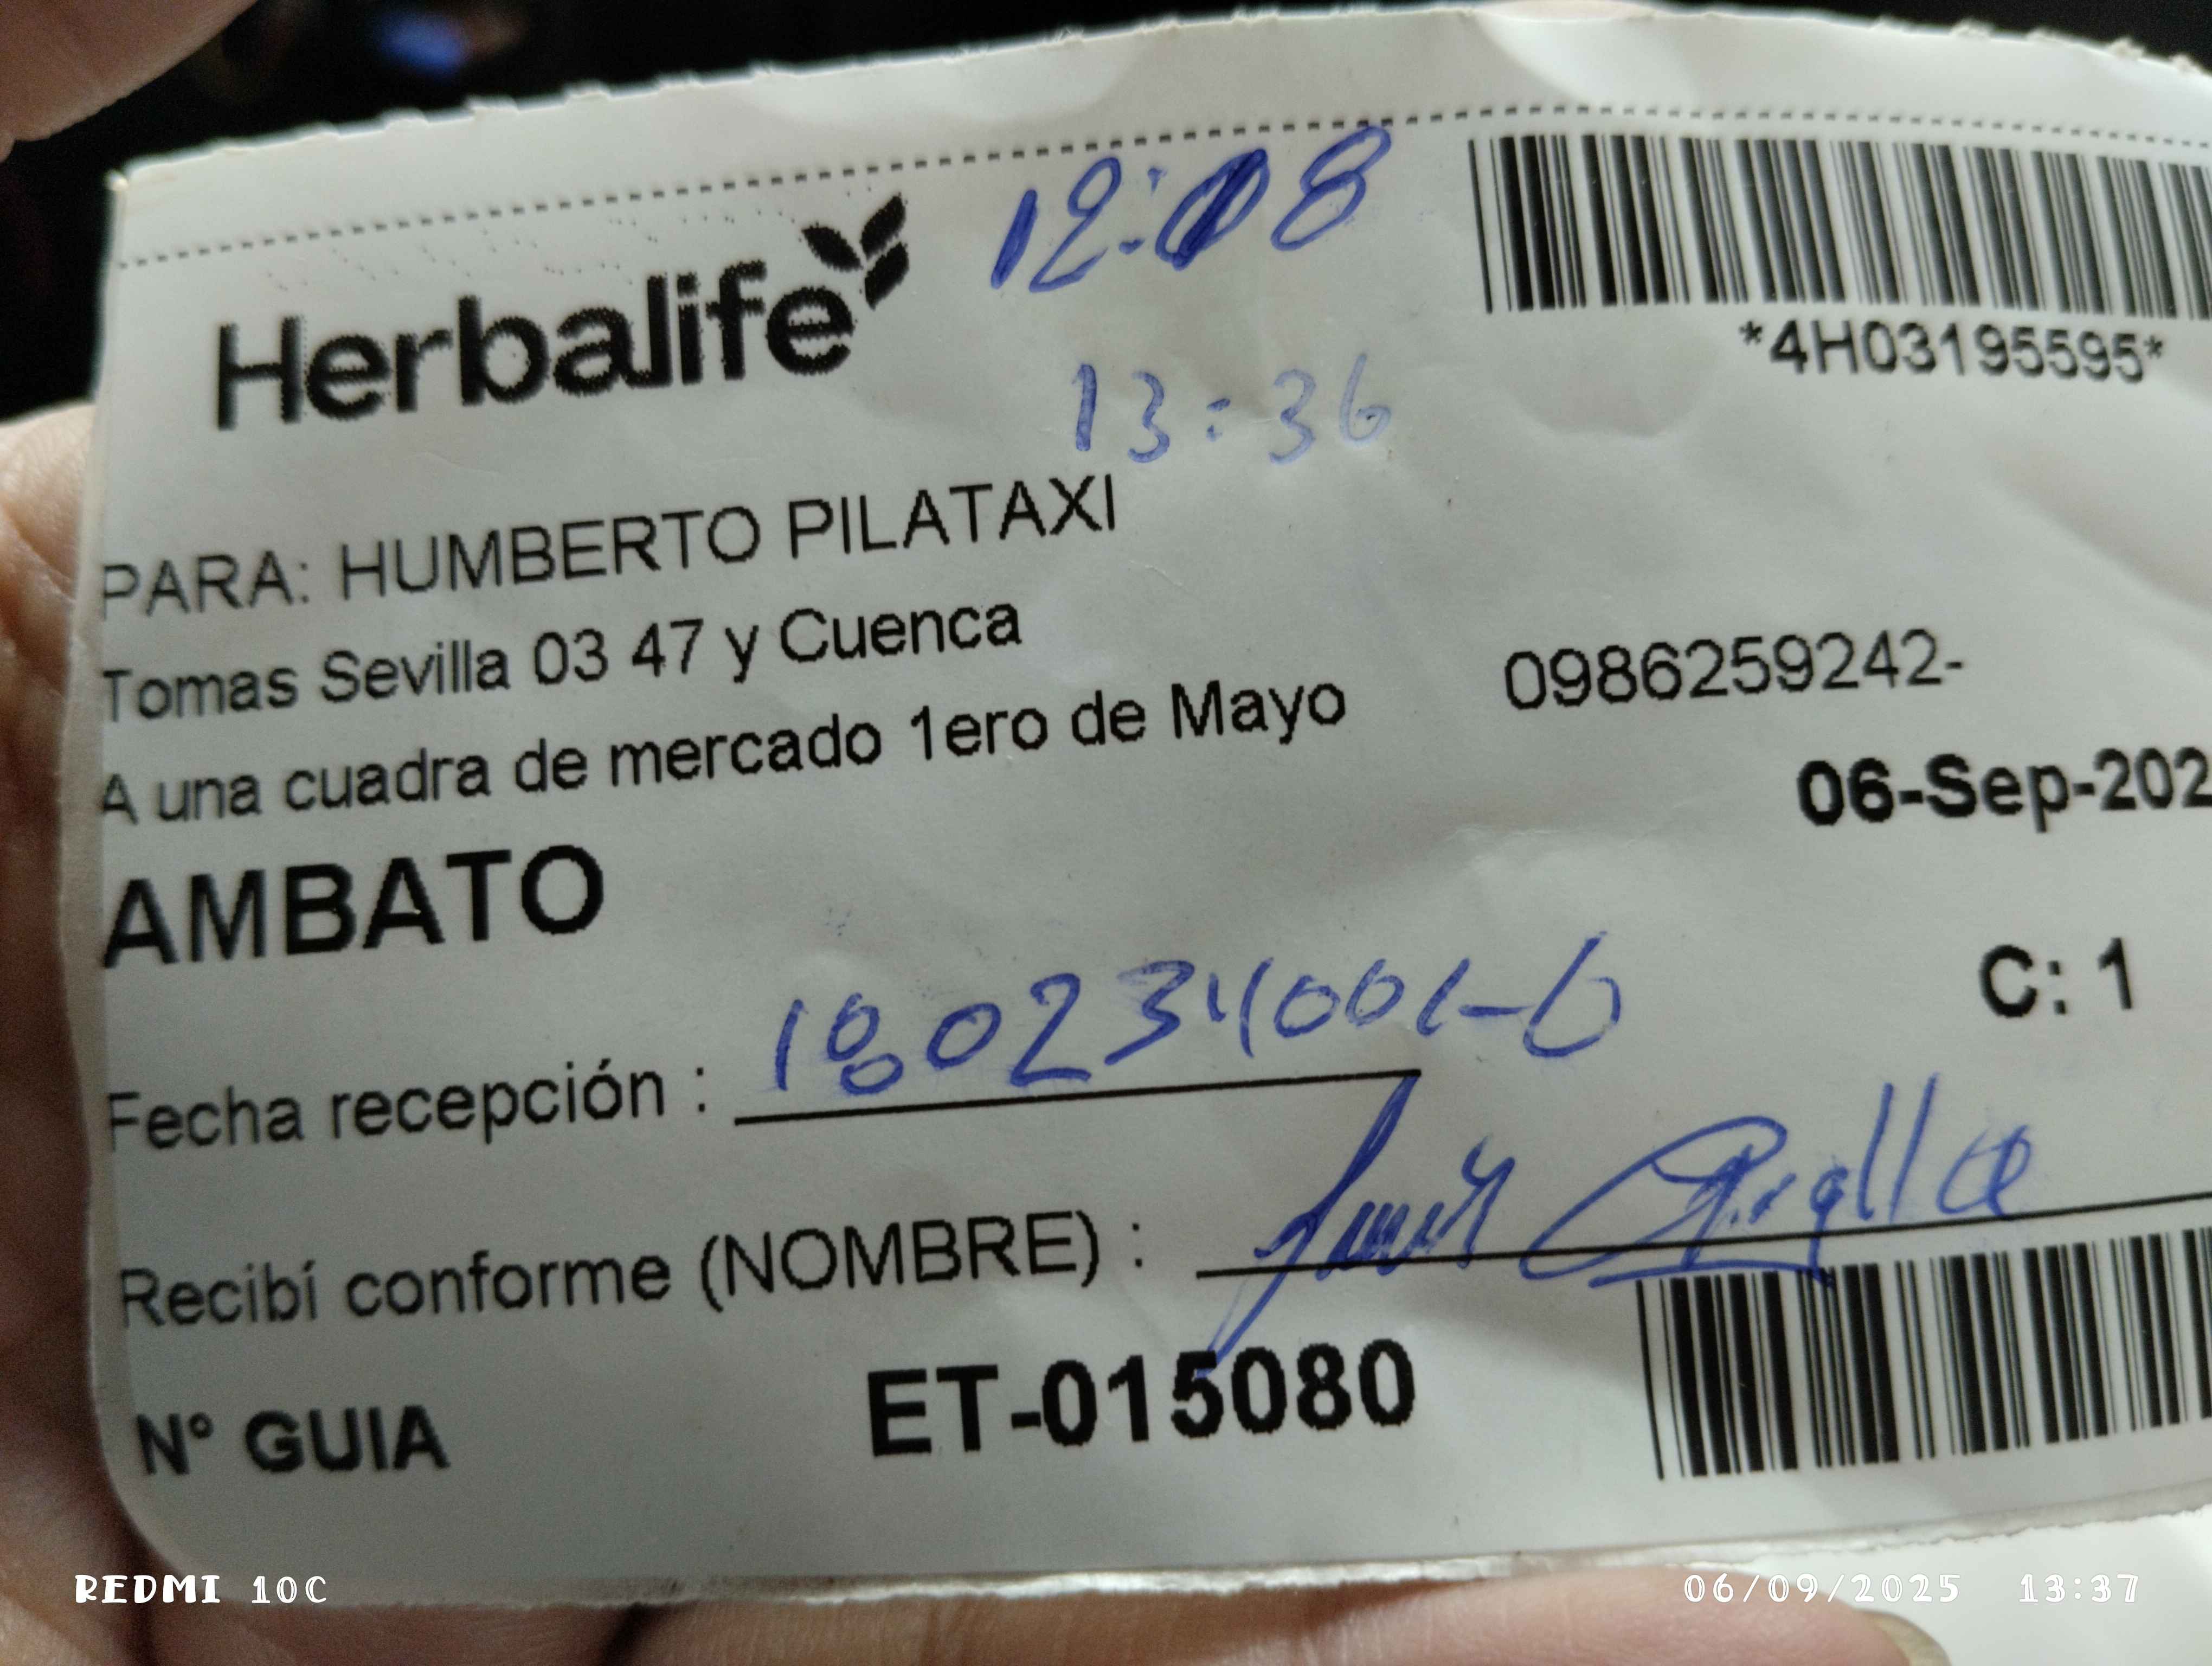 12:08
Herbalife
*4H03195595*
13:36
PARA: HUMBERTO PILATAXI
Tomas Sevilla 03 47 y Cuenca
0986259242-
A una cuadra de mercado 1ero de Mayo
06-Sep-202
AMBATO
C: 1
Fecha recepción : 180234001-6
Recibí conforme (NOMBRE) :
N° GUIA ET-015080
REDMI 10C
06/09/2025 13:37